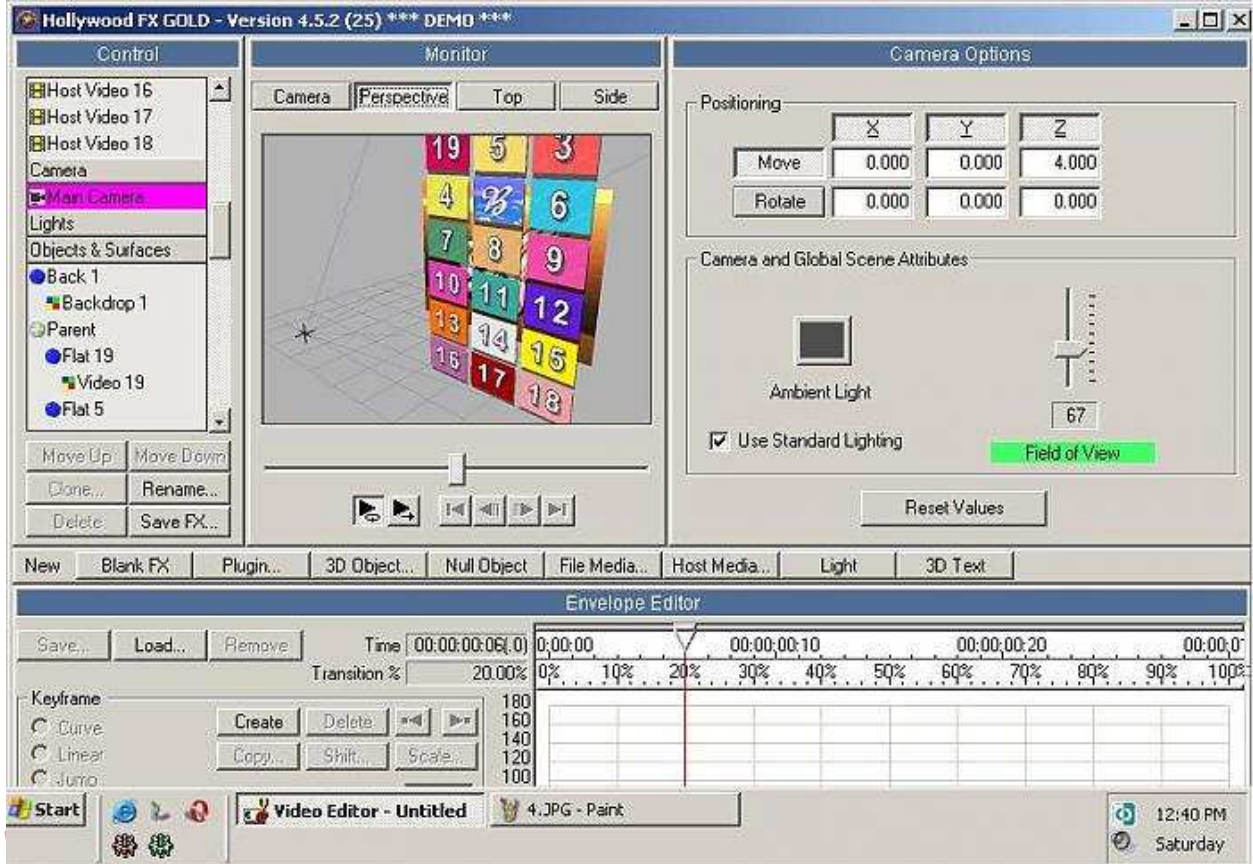 Hollywood FX GOLD - Version 4.5.2 (25) *** DEMO ***
Control
Host Video 16
Host Video 17
Host Video 18
Camera
Main Camera
Lights
Objects & Surfaces
Back 1
Backdrop 1
Parent
Flat 19
Video 19
Flat 5
Move Up Move Down
Clone... Rename...
Delete Save FX...
Monitor
Camera Perspective Top Side
19 5 3
4 6
7 8 9
10 11 12
13 14 15
16 17 18
Camera Options
Positioning
X Y Z
Move 0.000 0.000 4.000
Rotate 0.000 0.000 0.000
Camera and Global Scene Attributes
Ambient Light
67
Use Standard Lighting
Field of View
Reset Values
New Blank FX Plugin... 3D Object... Null Object File Media... Host Media... Light 3D Text
Envelope Editor
Save... Load... Remove Time 00:00:00:06(.0) 0;00:00 00:00:00:10 00:00:00:20 00:00;0
Transition % 20.00% 0% 10% 20% 30% 40% 50% 60% 70% 80% 90% 100%
Keyframe
Curve
Linear
Jump
Create Delete
Copy... Shift... Scale...
180
160
140
120
100
Start Video Editor - Untitled 4.JPG - Paint 12:40 PM
Saturday